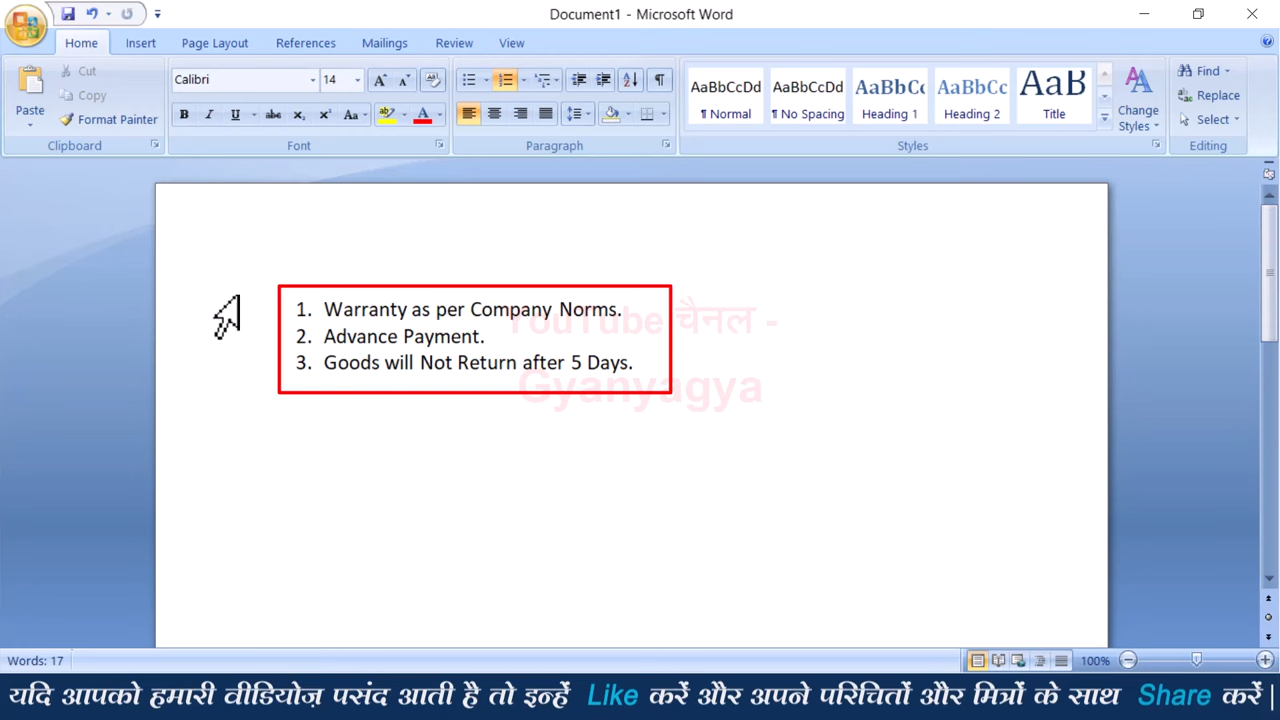 Document1 - Microsoft Word
Home Insert Page Layout References Mailings Review View
Cut
Copy
Format Painter
Paste
Clipboard
Calibri 14
Font
Paragraph
AaBbCcDd AaBbCcDd AaBbCc AaBbCc AaB
¶ Normal ¶ No Spacing Heading 1 Heading 2 Title
Change
Styles
Styles
Find
Replace
Select
Editing
1. Warranty as per Company Norms.
2. Advance Payment.
3. Goods will Not Return after 5 Days.
YouTube चैनल -
Gyanyagya
Words: 17
100%
यदि आपको हमारी वीडियोज़ पसंद आती है तो इन्हें Like करें और अपने परिचितों और मित्रों के साथ Share करें |